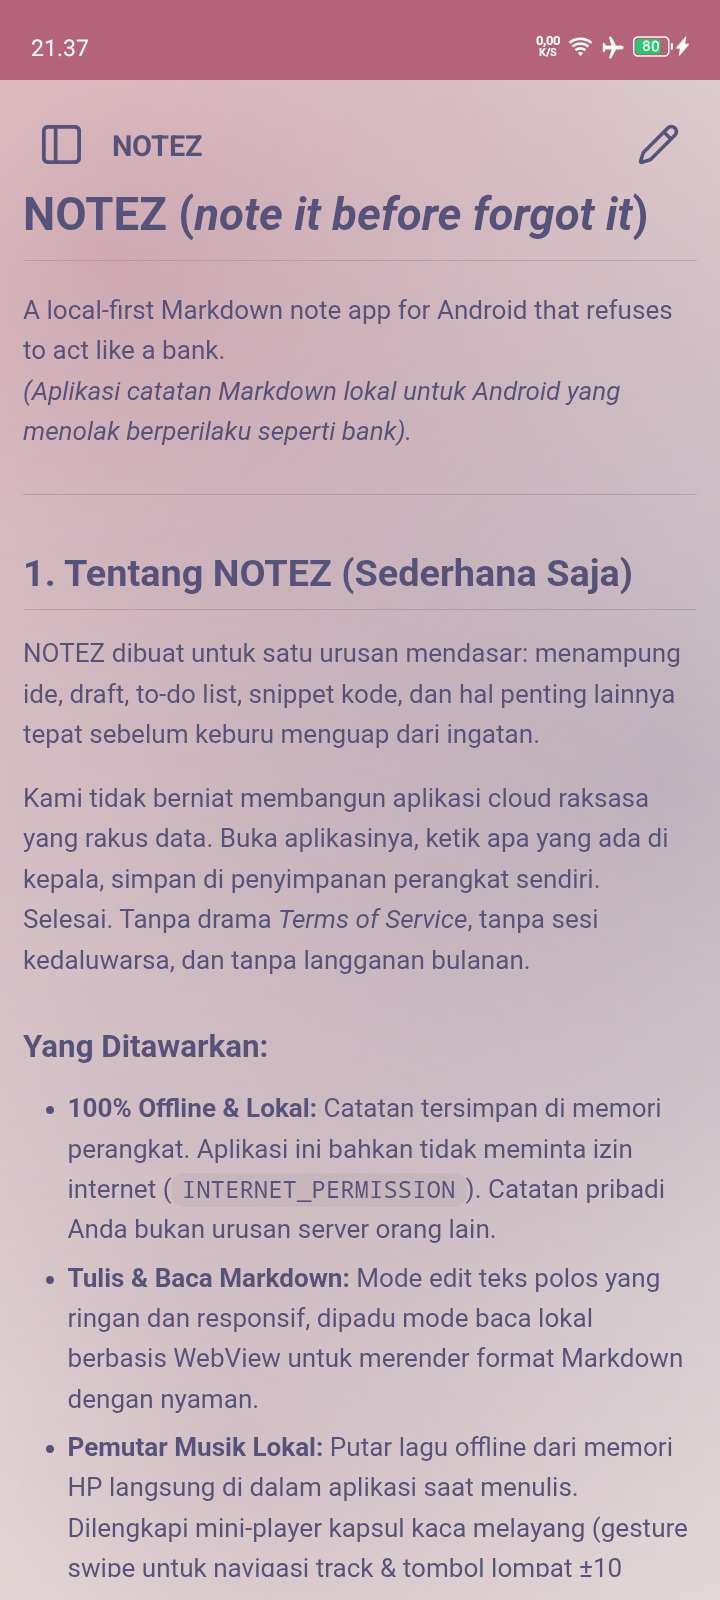 21.37
0,00
K/S
80
NOTEZ
NOTEZ (note it before forgot it)
A local-first Markdown note app for Android that refuses
to act like a bank.
(Aplikasi catatan Markdown lokal untuk Android yang
menolak berperilaku seperti bank).
1. Tentang NOTEZ (Sederhana Saja)
NOTEZ dibuat untuk satu urusan mendasar: menampung
ide, draft, to-do list, snippet kode, dan hal penting lainnya
tepat sebelum keburu menguap dari ingatan.
Kami tidak berniat membangun aplikasi cloud raksasa
yang rakus data. Buka aplikasinya, ketik apa yang ada di
kepala, simpan di penyimpanan perangkat sendiri.
Selesai. Tanpa drama Terms of Service, tanpa sesi
kedaluwarsa, dan tanpa langganan bulanan.
Yang Ditawarkan:
• 100% Offline & Lokal: Catatan tersimpan di memori
perangkat. Aplikasi ini bahkan tidak meminta izin
internet (INTERNET_PERMISSION). Catatan pribadi
Anda bukan urusan server orang lain.
• Tulis & Baca Markdown: Mode edit teks polos yang
ringan dan responsif, dipadu mode baca lokal
berbasis WebView untuk merender format Markdown
dengan nyaman.
• Pemutar Musik Lokal: Putar lagu offline dari memori
HP langsung di dalam aplikasi saat menulis.
Dilengkapi mini-player kapsul kaca melayang (gesture
swipe untuk navigasi track & tombol lompat ±10